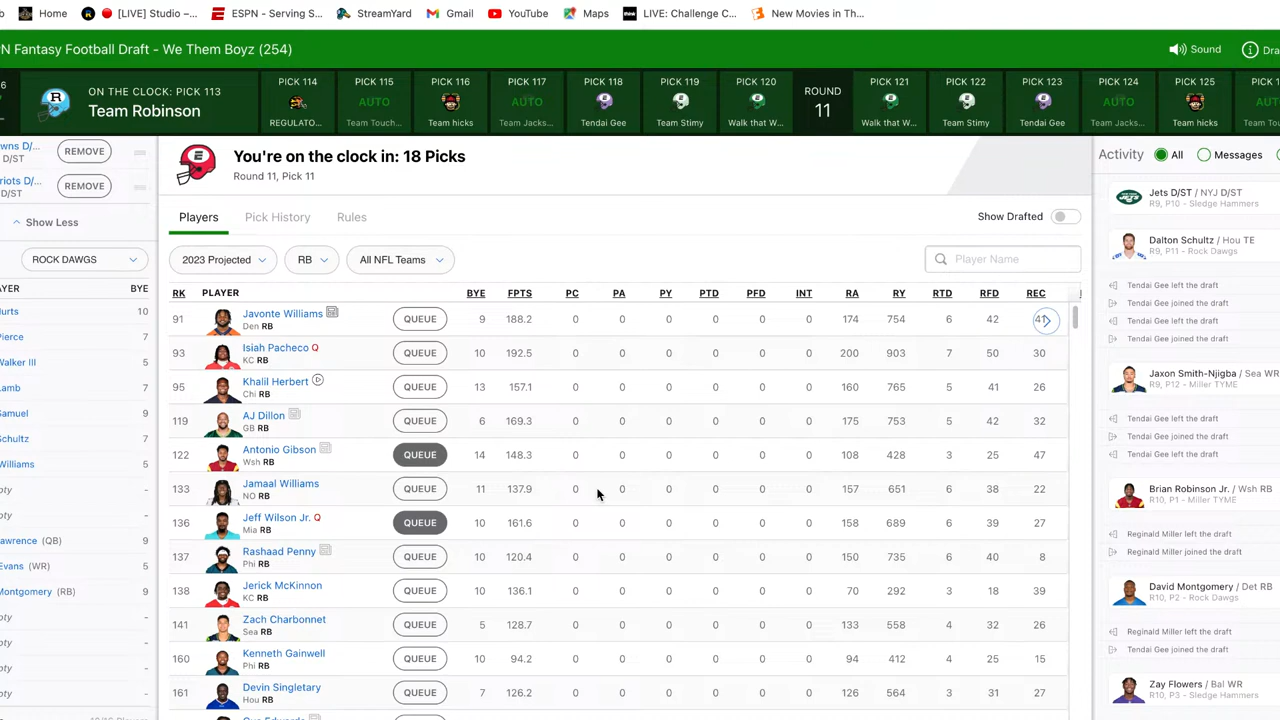 Home
[LIVE] Studio –...
ESPN - Serving S...
StreamYard
Gmail
YouTube
Maps
LIVE: Challenge C...
New Movies in Th...
N Fantasy Football Draft - We Them Boyz (254)
Sound
Dra
6
ON THE CLOCK: PICK 113
Team Robinson
PICK 114
REGULATO...
PICK 115
AUTO
Team Touch...
PICK 116
Team hicks
PICK 117
AUTO
Team Jacks...
PICK 118
Tendai Gee
PICK 119
Team Stimy
PICK 120
Walk that W...
ROUND
11
PICK 121
Walk that W...
PICK 122
Team Stimy
PICK 123
Tendai Gee
PICK 124
AUTO
Team Jacks...
PICK 125
Team hicks
PICK 1
AUT
Team To
wns D/...
D/ST
REMOVE
riots D/...
D/ST
REMOVE
Show Less
ROCK DAWGS
AYER BYE
urts 10
Pierce 7
Walker III 5
amb 7
amuel 9
chultz 7
Williams 5
pty -
pty -
awrence (QB) 5
vans (WR) 5
ontgomery (RB) 9
pty -
pty -
pty -
pty -
You're on the clock in: 18 Picks
Round 11, Pick 11
Players
Pick History
Rules
Show Drafted
2023 Projected
RB
All NFL Teams
Player Name
RK PLAYER BYE FPTS PC PA PY PTD PFD INT RA RY RTD RFD REC
91 Javonte Williams Den RB QUEUE 9 188.2 0 0 0 0 0 0 174 754 6 42
93 Isiah Pacheco Q KC RB QUEUE 10 192.5 0 0 0 0 0 0 200 903 7 50 30
95 Khalil Herbert Chi RB QUEUE 13 157.1 0 0 0 0 0 0 160 765 5 41 26
119 AJ Dillon GB RB QUEUE 6 169.3 0 0 0 0 0 0 175 753 5 42 32
122 Antonio Gibson Wsh RB QUEUE 14 148.3 0 0 0 0 0 0 108 428 3 25 47
133 Jamaal Williams NO RB QUEUE 11 137.9 0 0 0 0 0 0 157 651 6 38 22
136 Jeff Wilson Jr. Q Mia RB QUEUE 10 161.6 0 0 0 0 0 0 158 689 6 39 27
137 Rashaad Penny Phi RB QUEUE 10 120.4 0 0 0 0 0 0 150 735 6 40 8
138 Jerick McKinnon KC RB QUEUE 10 136.1 0 0 0 0 0 0 70 292 3 18 39
141 Zach Charbonnet Sea RB QUEUE 5 128.7 0 0 0 0 0 0 133 558 4 32 26
160 Kenneth Gainwell Phi RB QUEUE 10 94.2 0 0 0 0 0 0 94 412 4 25 15
161 Devin Singletary Hou RB QUEUE 7 126.2 0 0 0 0 0 0 126 564 3 31 27
Activity
All
Messages
Jets D/ST / NYJ D/ST
R9, P10 - Sledge Hammers
Dalton Schultz / Hou TE
R9, P11 - Rock Dawgs
Tendai Gee left the draft
Tendai Gee joined the draft
Tendai Gee left the draft
Tendai Gee joined the draft
Jaxon Smith-Njigba / Sea WR
R9, P12 - Miller TYME
Tendai Gee left the draft
Tendai Gee joined the draft
Tendai Gee left the draft
Brian Robinson Jr. / Wsh RB
R10, P1 - Miller TYME
Reginald Miller left the draft
Reginald Miller joined the draft
David Montgomery / Det RB
R10, P2 - Rock Dawgs
Reginald Miller left the draft
Tendai Gee joined the draft
Zay Flowers / Bal WR
R10, P3 - Sledge Hammers